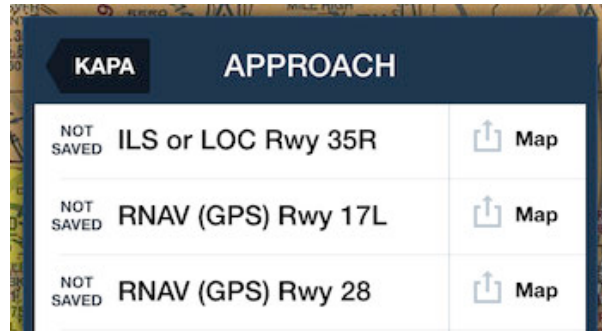 KAPA APPROACH
NOT SAVED ILS or LOC Rwy 35R Map
NOT SAVED RNAV (GPS) Rwy 17L Map
NOT SAVED RNAV (GPS) Rwy 28 Map